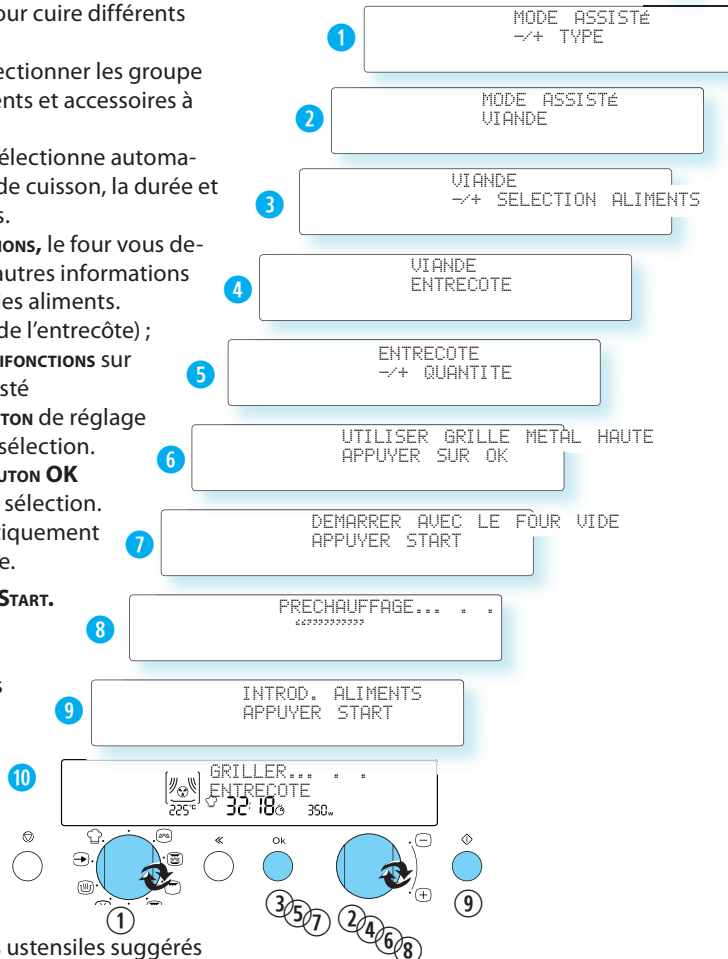 our cuire différents
ectionner les groupe
ents et accessoires à
électionne automa-
de cuisson, la durée et
s.
IONS, le four vous de-
autres informations
des aliments.
de l'entrecôte) ;
IFONCTIONS sur
sté
TON de réglage
sélection.
UTON OK
sélection.
tiquement
e.
START.
s
1
MODE ASSISTÉ
-/+ TYPE
2
MODE ASSISTÉ
VIANDE
3
VIANDE
-/+ SELECTION ALIMENTS
4
VIANDE
ENTRECOTE
5
ENTRECOTE
-/+ QUANTITE
6
UTILISER GRILLE METAL HAUTE
APPUYER SUR OK
7
DEMARRER AVEC LE FOUR VIDE
APPUYER START
8
PRECHAUFFAGE... . .
9
INTROD. ALIMENTS
APPUYER START
10
GRILLER... . .
ENTRECOTE
225°C 32:18 350W
Ok
1
3 5 7
2 4 6 8
9
s ustensiles suggérés